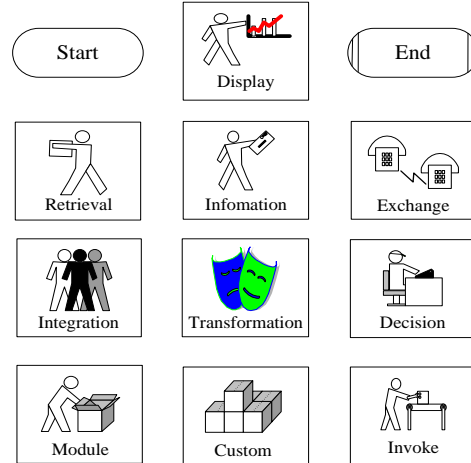 Start
Display
End
Retrieval
Infomation
Exchange
Integration
Transformation
Decision
Module
Custom
Invoke